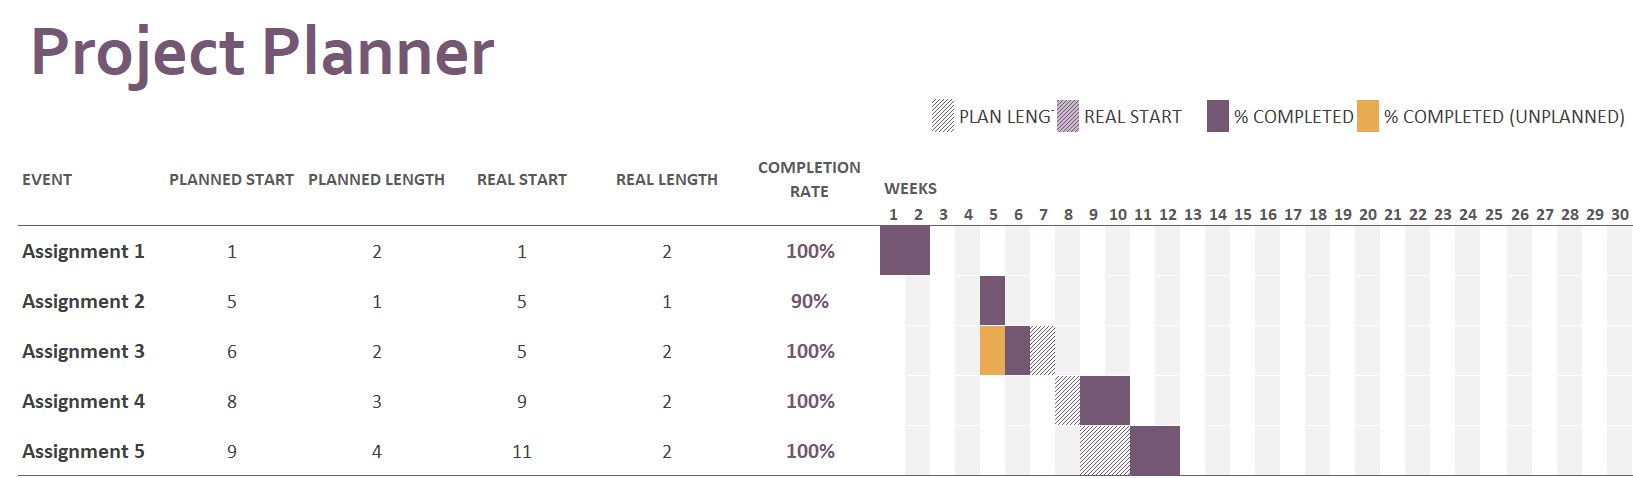 Project Planner
PLAN LENGT REAL START % COMPLETED % COMPLETED (UNPLANNED)
EVENT PLANNED START PLANNED LENGTH REAL START REAL LENGTH COMPLETION RATE WEEKS
1 2 3 4 5 6 7 8 9 10 11 12 13 14 15 16 17 18 19 20 21 22 23 24 25 26 27 28 29 30
Assignment 1 1 2 1 2 100%
Assignment 2 5 1 5 1 90%
Assignment 3 6 2 5 2 100%
Assignment 4 8 3 9 2 100%
Assignment 5 9 4 11 2 100%